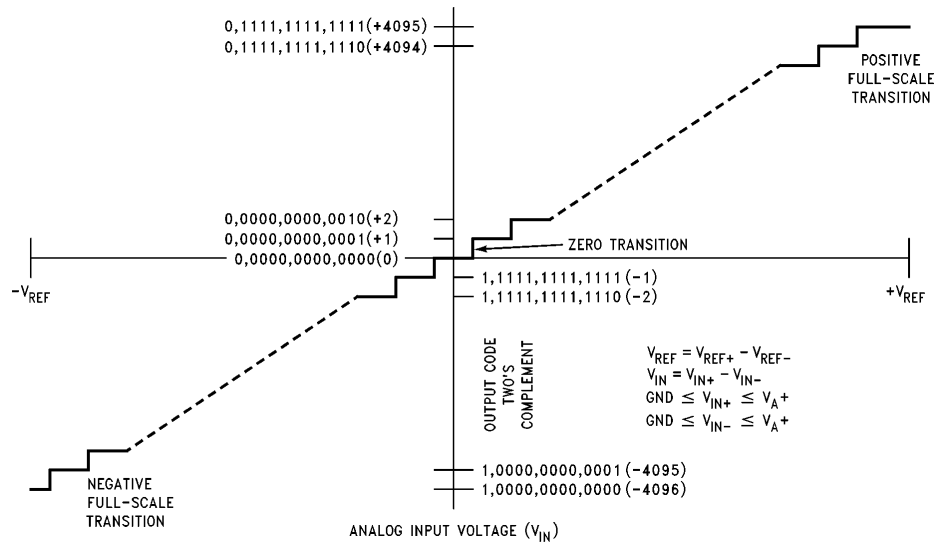 0,1111,1111,1111(+4095)
0,1111,1111,1110(+4094)
POSITIVE
FULL-SCALE
TRANSITION
0,0000,0000,0010(+2)
0,0000,0000,0001(+1)
0,0000,0000,0000(0)
ZERO TRANSITION
-VREF
+VREF
1,1111,1111,1111(-1)
1,1111,1111,1110(-2)
OUTPUT CODE
TWO'S
COMPLEMENT
VREF = VREF+ - VREF-
VIN = VIN+ - VIN-
GND ≤ VIN+ ≤ VA+
GND ≤ VIN- ≤ VA+
1,0000,0000,0001(-4095)
1,0000,0000,0000(-4096)
NEGATIVE
FULL-SCALE
TRANSITION
ANALOG INPUT VOLTAGE (VIN)